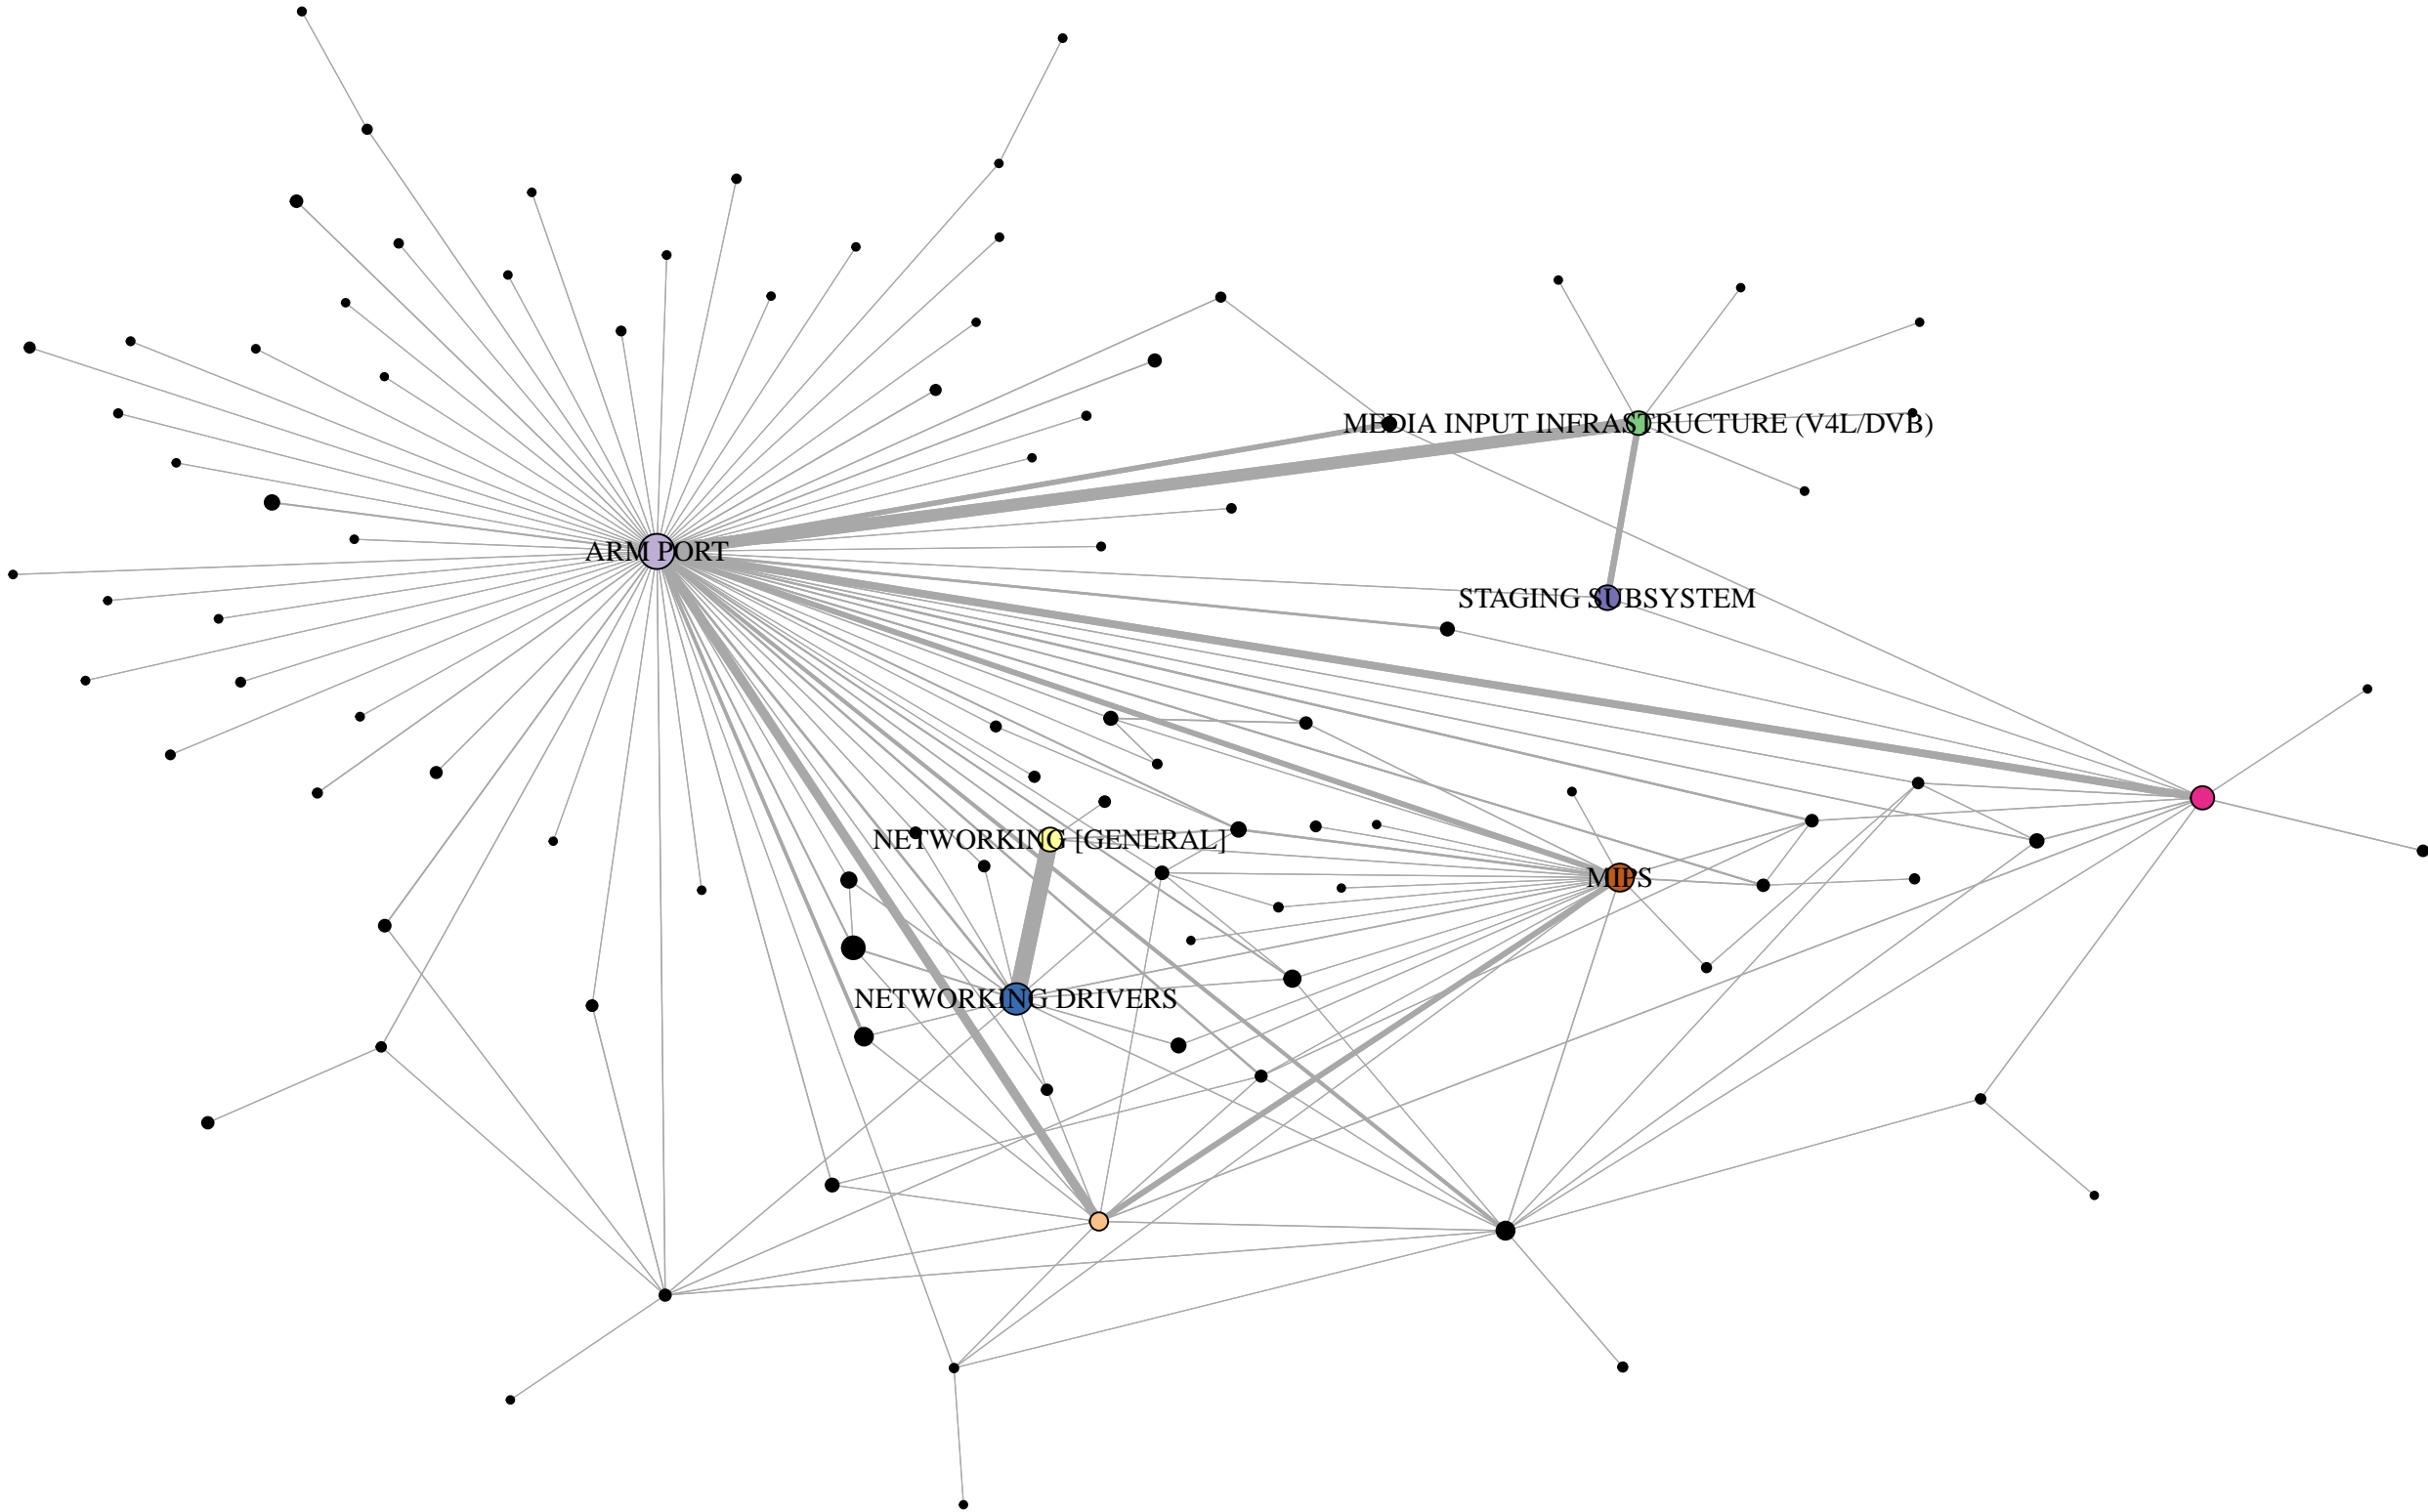 MEDIA INPUT INFRASTRUCTURE (V4L/DVB)
ARM PORT
STAGING SUBSYSTEM
NETWORKING [GENERAL]
MIPS
NETWORKING DRIVERS